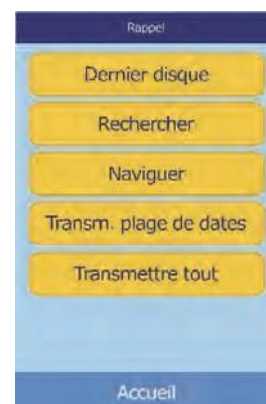 Rappel
Dernier disque
Rechercher
Naviguer
Transm. plage de dates
Transmettre tout
Accueil